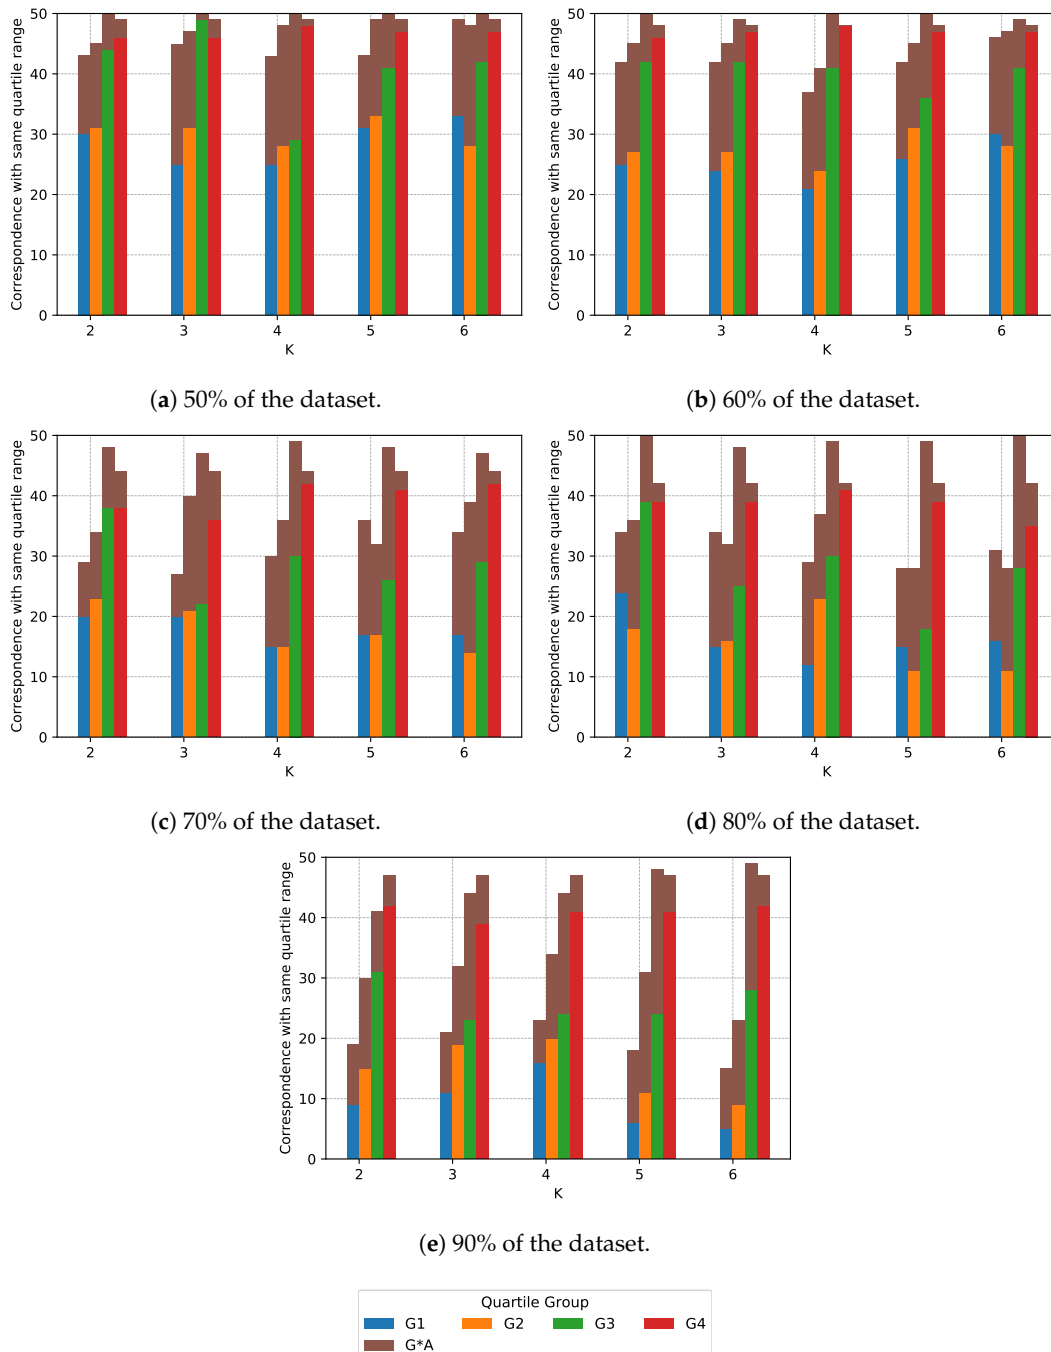 50
40
30
20
10
0
Correspondence with same quartile range
2 3 4 5 6
K
(a) 50% of the dataset.
50
40
30
20
10
0
Correspondence with same quartile range
2 3 4 5 6
K
(b) 60% of the dataset.
50
40
30
20
10
0
Correspondence with same quartile range
2 3 4 5 6
K
(c) 70% of the dataset.
50
40
30
20
10
0
Correspondence with same quartile range
2 3 4 5 6
K
(d) 80% of the dataset.
50
40
30
20
10
0
Correspondence with same quartile range
2 3 4 5 6
K
(e) 90% of the dataset.
Quartile Group
G1 G2 G3 G4
G*A